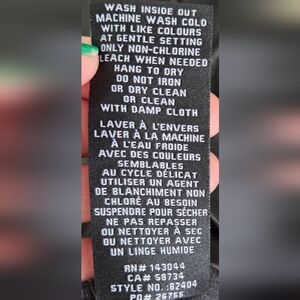 WASH INSIDE OUT
MACHINE WASH COLD
WITH LIKE COLOURS
AT GENTLE SETTING
ONLY NON-CHLORINE
LEACH WHEN NEEDED
HANG TO DRY
DO NOT IRON
OR DRY CLEAN
OR CLEAN
WITH DAMP CLOTH
LAVER À L'ENVERS
LAVER À LA MACHINE
À L'EAU FROIDE
AVEC DES COULEURS
SEMBLABLES
AU CYCLE DÉLICAT
UTILISER UN AGENT
DE BLANCHIMENT NON
CHLORÉ AU BESOIN
SUSPENDRE POUR SÉCHER
NE PAS REPASSER
OU NETTOYER À SEC
OU NETTOYER AVEC
UN LINGE HUMIDE
RN# 143044
CA# 58734
STYLE NO.:82404
PO# 26755